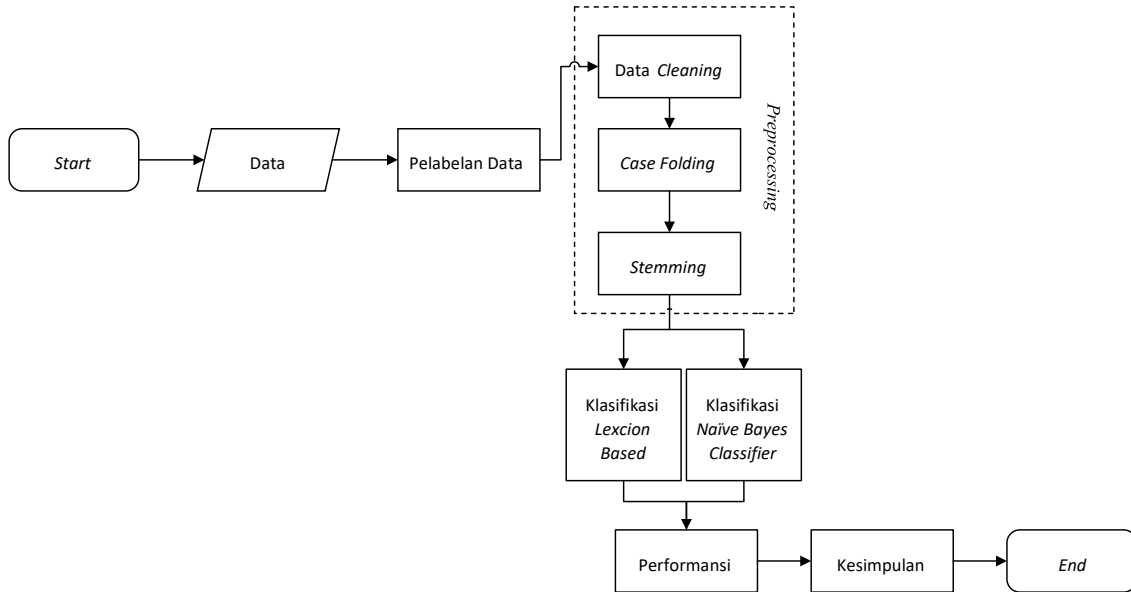 Start
Data
Pelabelan Data
Data Cleaning
Case Folding
Stemming
Preprocessing
Klasifikasi
Lexcion
Based
Klasifikasi
Naïve Bayes
Classifier
Performansi
Kesimpulan
End